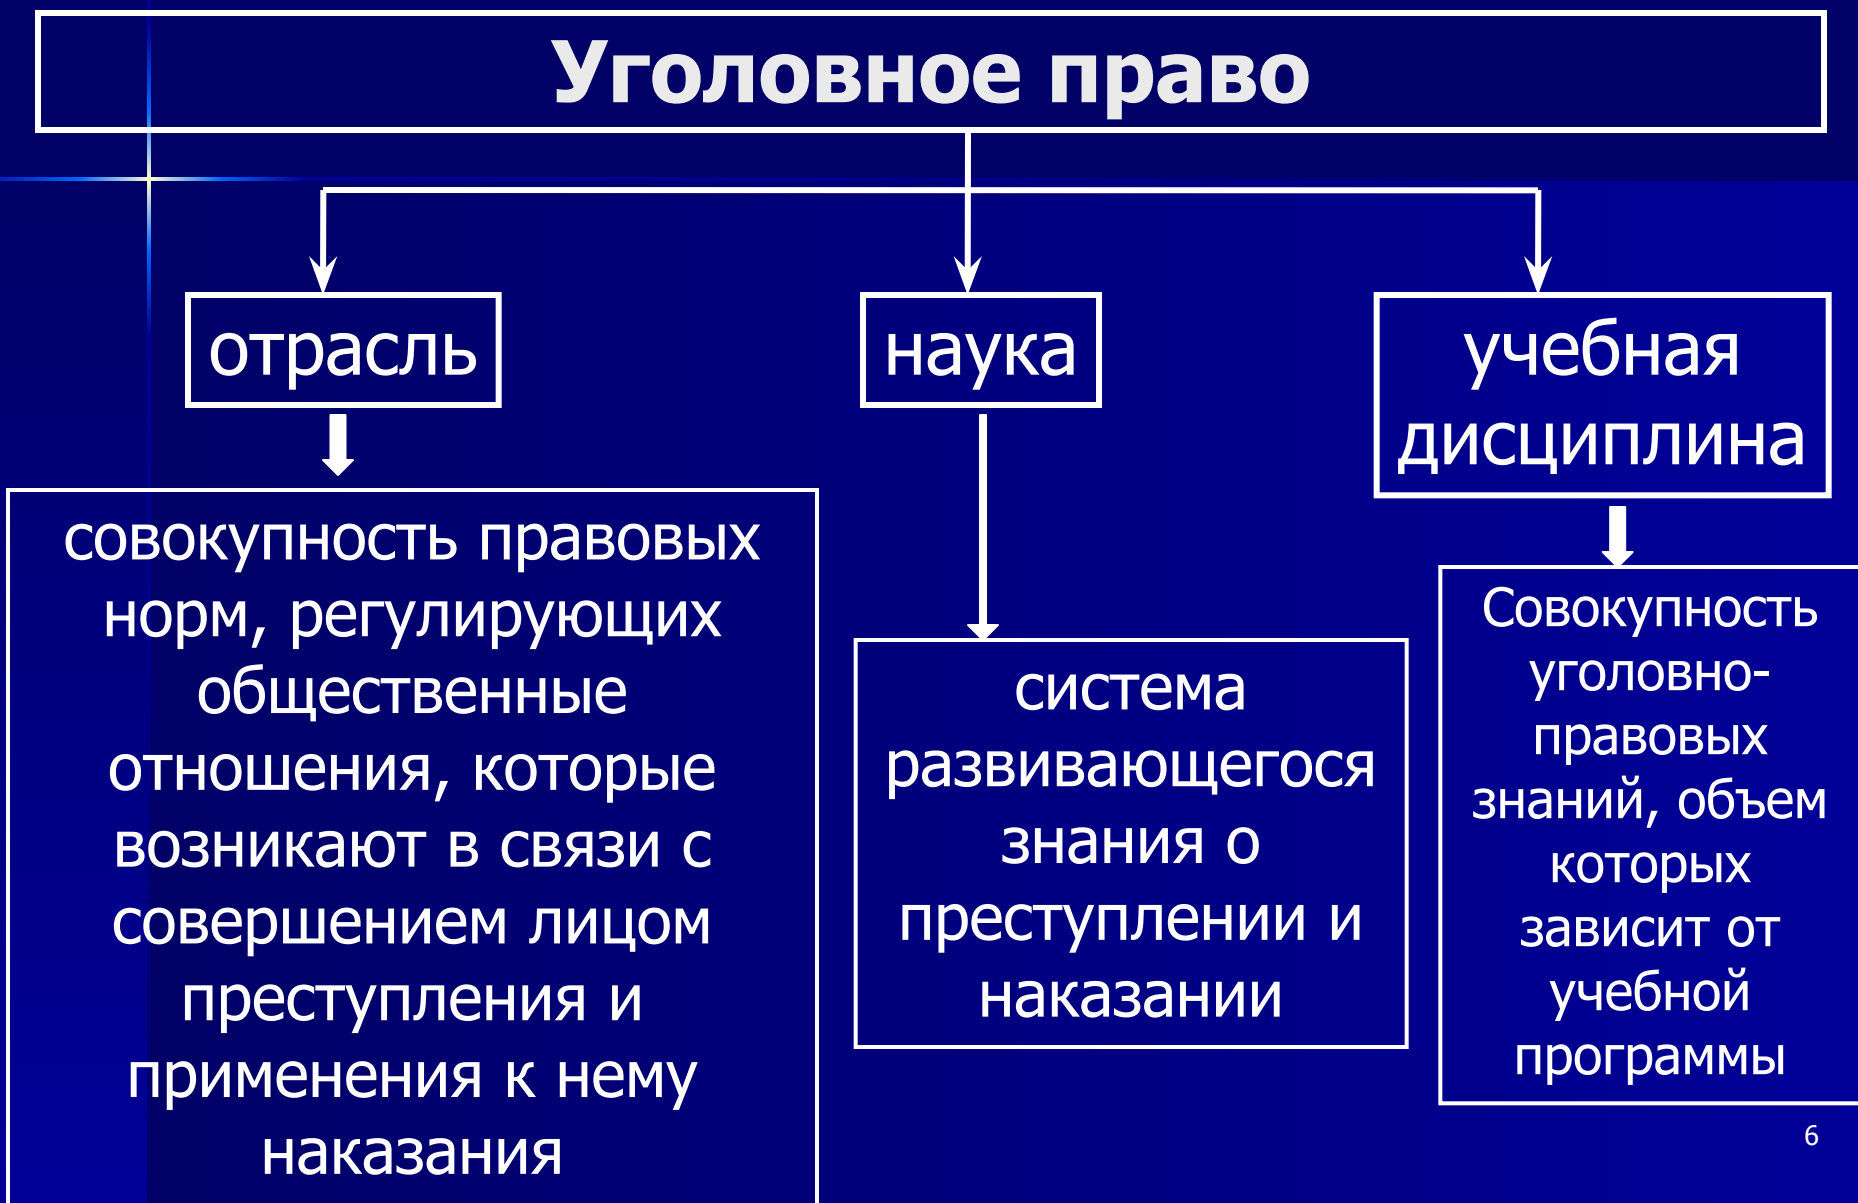 Уголовное право
отрасль
наука
учебная
дисциплина
совокупность правовых
норм, регулирующих
общественные
отношения, которые
возникают в связи с
совершением лицом
преступления и
применения к нему
наказания
система
развивающегося
знания о
преступлении и
наказании
Совокупность
уголовно-
правовых
знаний, объем
которых
зависит от
учебной
программы
6